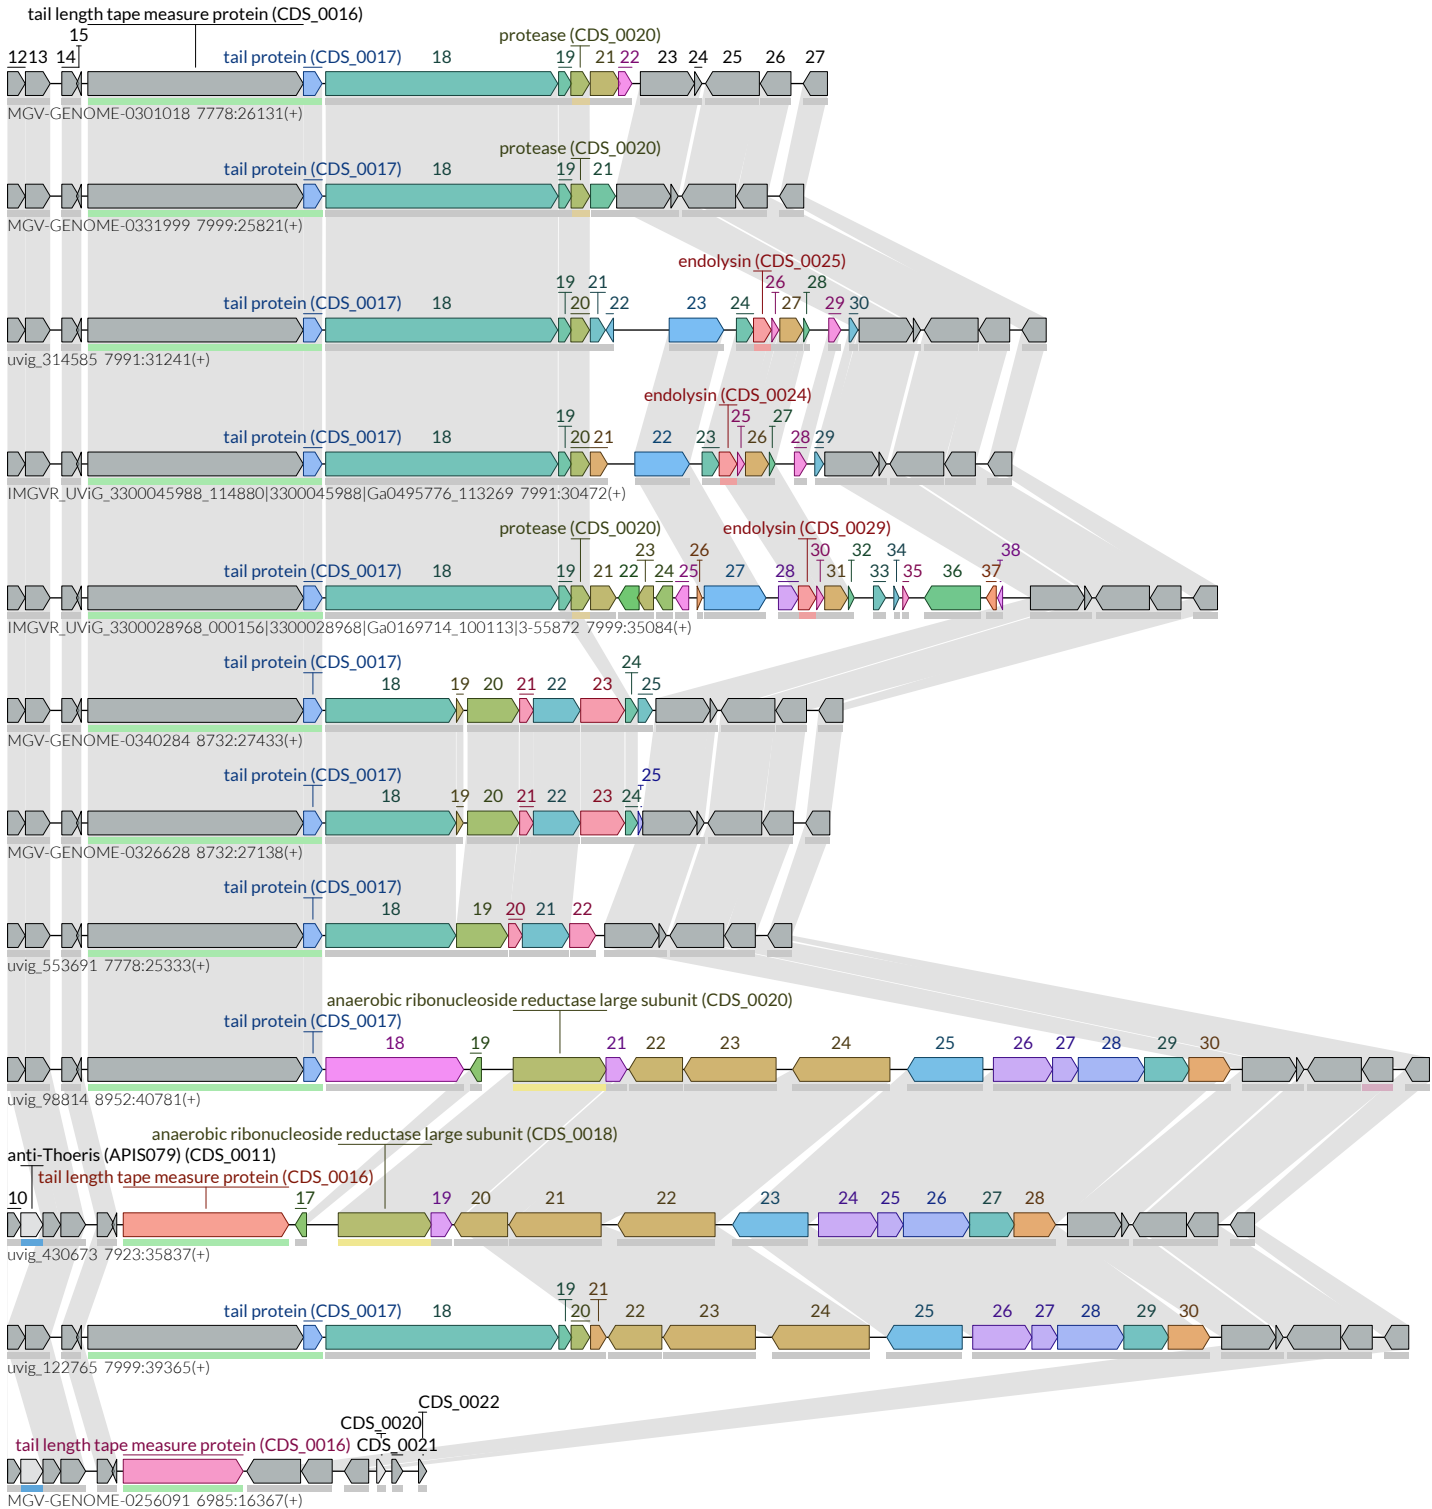 tail length tape measure protein (CDS_0016)
15 protease (CDS_0020)
12 13 14 tail protein (CDS_0017) 18 19 21 22 23 24 25 26 27
MGV-GENOME-0301018 7778:26131(+)
protease (CDS_0020)
tail protein (CDS_0017) 18 19 21
MGV-GENOME-0331999 7999:25821(+)
endolysin (CDS_0025)
19 21 26 28
tail protein (CDS_0017) 18 20 22 23 24 27 29 30
uvig_314585 7991:31241(+)
endolysin (CDS_0024)
19 25 27
tail protein (CDS_0017) 18 20 21 22 23 26 28 29
IMGVR_UViG_3300045988_114880|3300045988|Ga0495776_113269 7991:30472(+)
protease (CDS_0020) endolysin (CDS_0029)
23 26 30 32 34 38
tail protein (CDS_0017) 18 19 21 22 24 25 27 28 31 33 35 36 37
IMGVR_UViG_3300028968_000156|3300028968|Ga0169714_100113|3-55872 7999:35084(+)
tail protein (CDS_0017) 24
18 19 20 21 22 23 25
MGV-GENOME-0340284 8732:27433(+)
tail protein (CDS_0017) 25
18 19 20 21 22 23 24
MGV-GENOME-0326628 8732:27138(+)
tail protein (CDS_0017)
18 19 20 21 22
uvig_553691 7778:25333(+)
anaerobic ribonucleoside reductase large subunit (CDS_0020)
tail protein (CDS_0017)
18 19 21 22 23 24 25 26 27 28 29 30
uvig_98814 8952:40781(+)
anaerobic ribonucleoside reductase large subunit (CDS_0018)
anti-Thoeris (APIS079) (CDS_0011)
tail length tape measure protein (CDS_0016)
10 17 19 20 21 22 23 24 25 26 27 28
uvig_430673 7923:35837(+)
19 21
tail protein (CDS_0017) 18 20 22 23 24 25 26 27 28 29 30
uvig_122765 7999:39365(+)
CDS_0022
CDS_0020
tail length tape measure protein (CDS_0016) CDS_0021
MGV-GENOME-0256091 6985:16367(+)